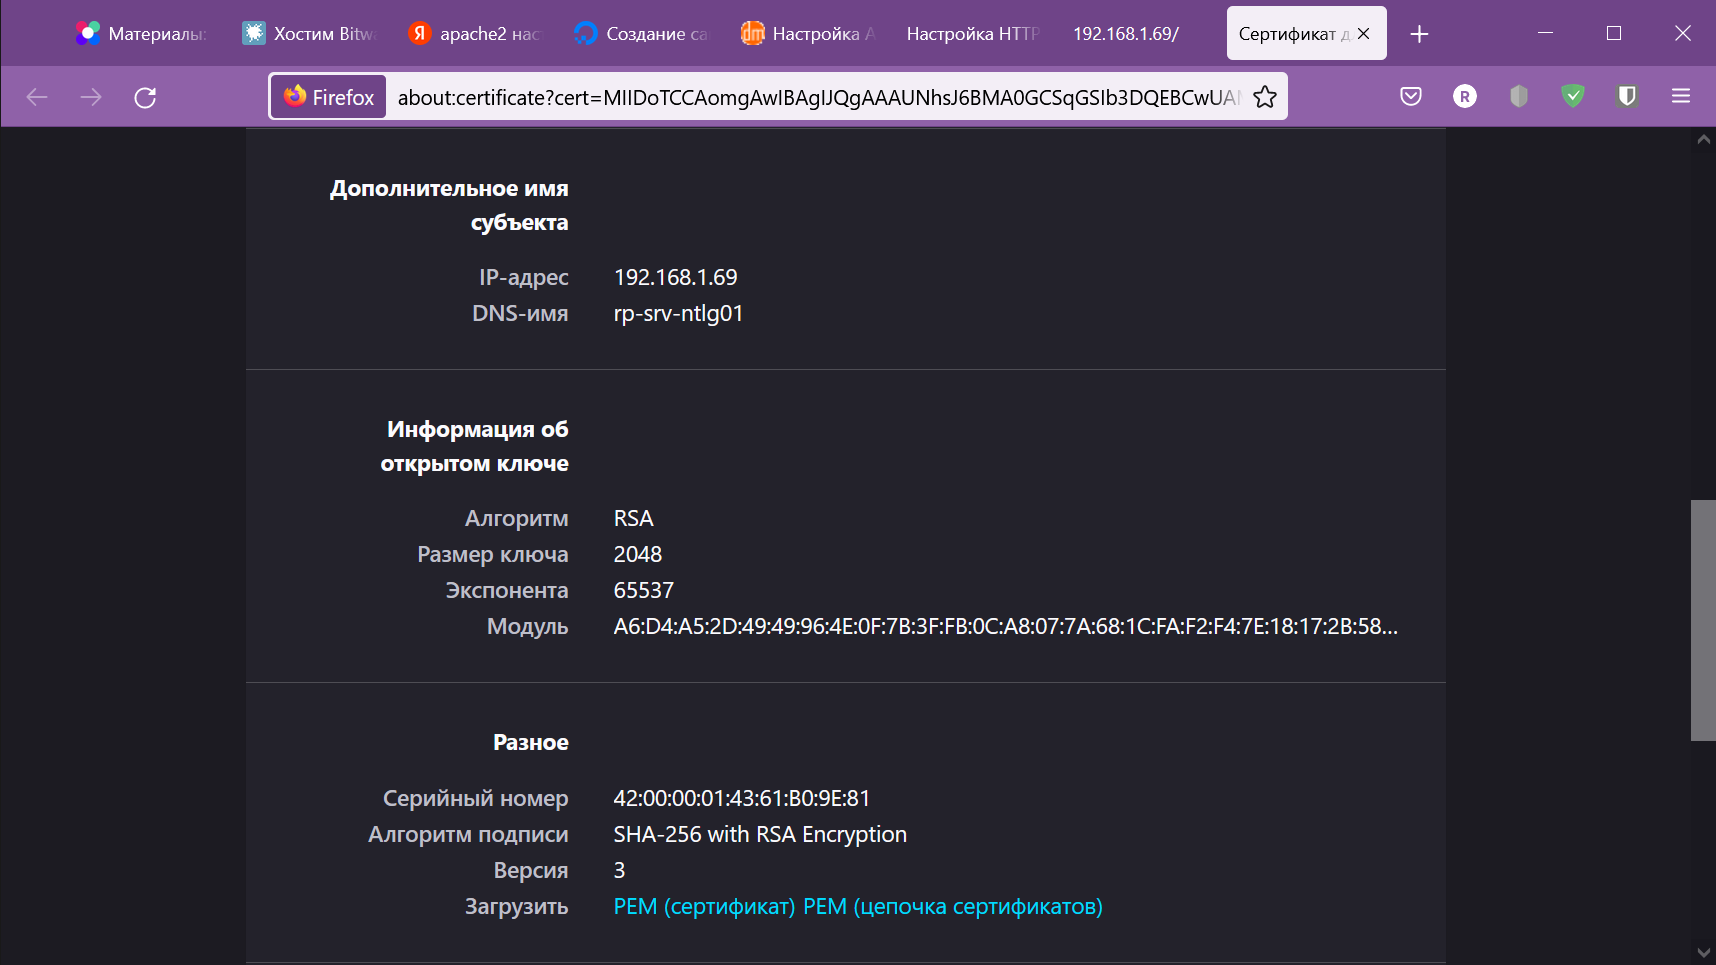 Материалы:
Хостим Bitw
apache2 нас
Создание са
Настройка A
Настройка HTTP
192.168.1.69/
Сертификат д
Firefox
about:certificate?cert=MIIDoTCCAomgAwIBAgIJQgAAAUNhsJ6BMA0GCSqGSIb3DQEBCwUA
Дополнительное имя
субъекта
IP-адрес 192.168.1.69
DNS-имя rp-srv-ntlg01
Информация об
открытом ключе
Алгоритм RSA
Размер ключа 2048
Экспонента 65537
Модуль A6:D4:A5:2D:49:49:96:4E:0F:7B:3F:FB:0C:A8:07:7A:68:1C:FA:F2:F4:7E:18:17:2B:58...
Разное
Серийный номер 42:00:00:01:43:61:B0:9E:81
Алгоритм подписи SHA-256 with RSA Encryption
Версия 3
Загрузить PEM (сертификат) PEM (цепочка сертификатов)